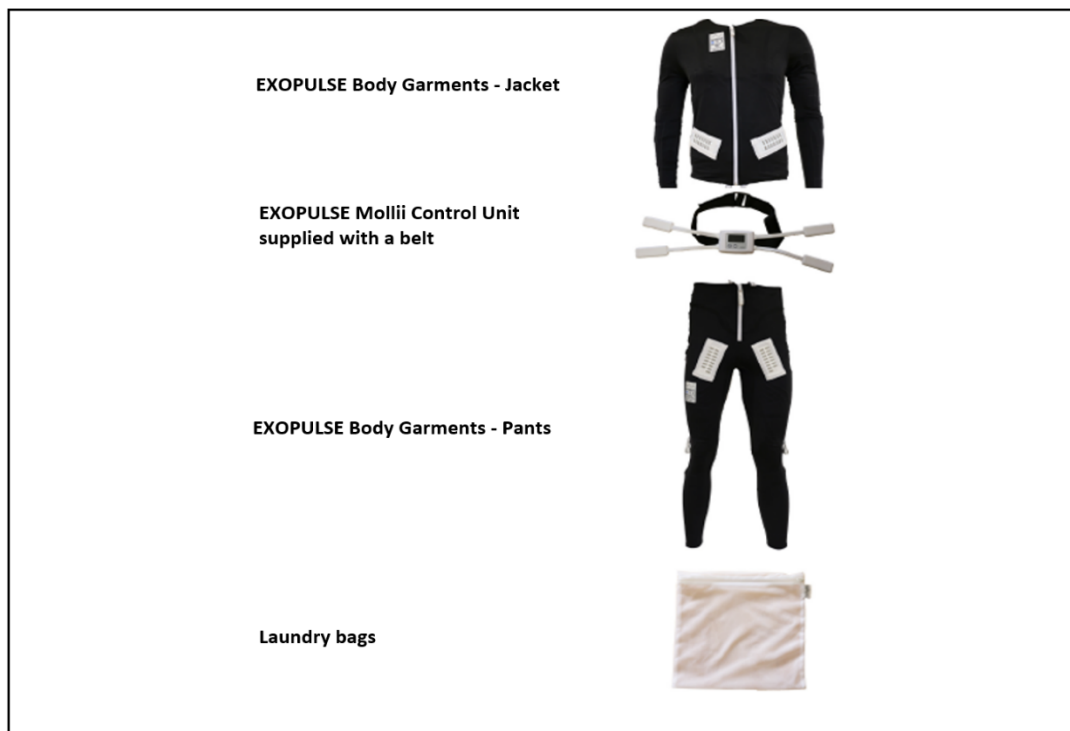 EXOPULSE Body Garments - Jacket
EXOPULSE Mollii Control Unit
supplied with a belt
EXOPULSE Body Garments - Pants
Laundry bags